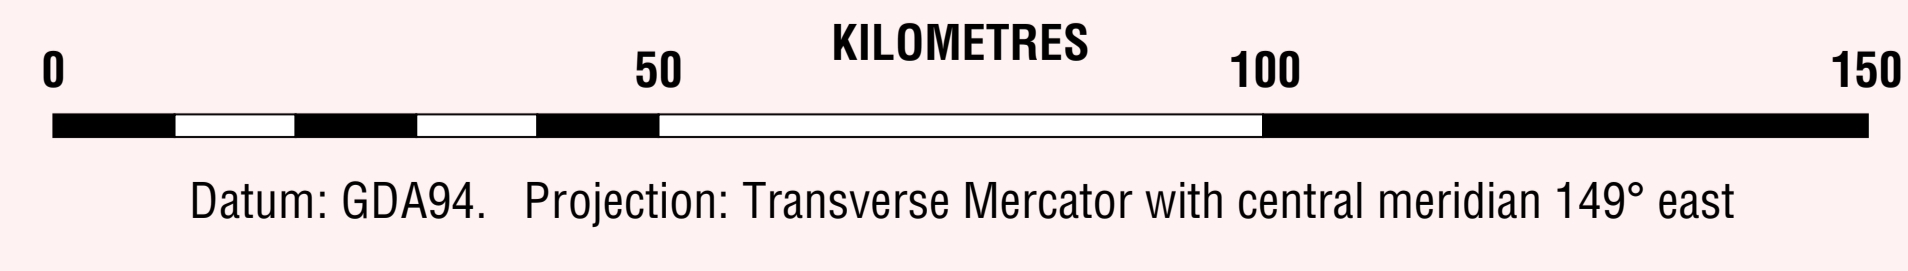 KILOMETRES
0 50 100 150
Datum: GDA94. Projection: Transverse Mercator with central meridian 149° east